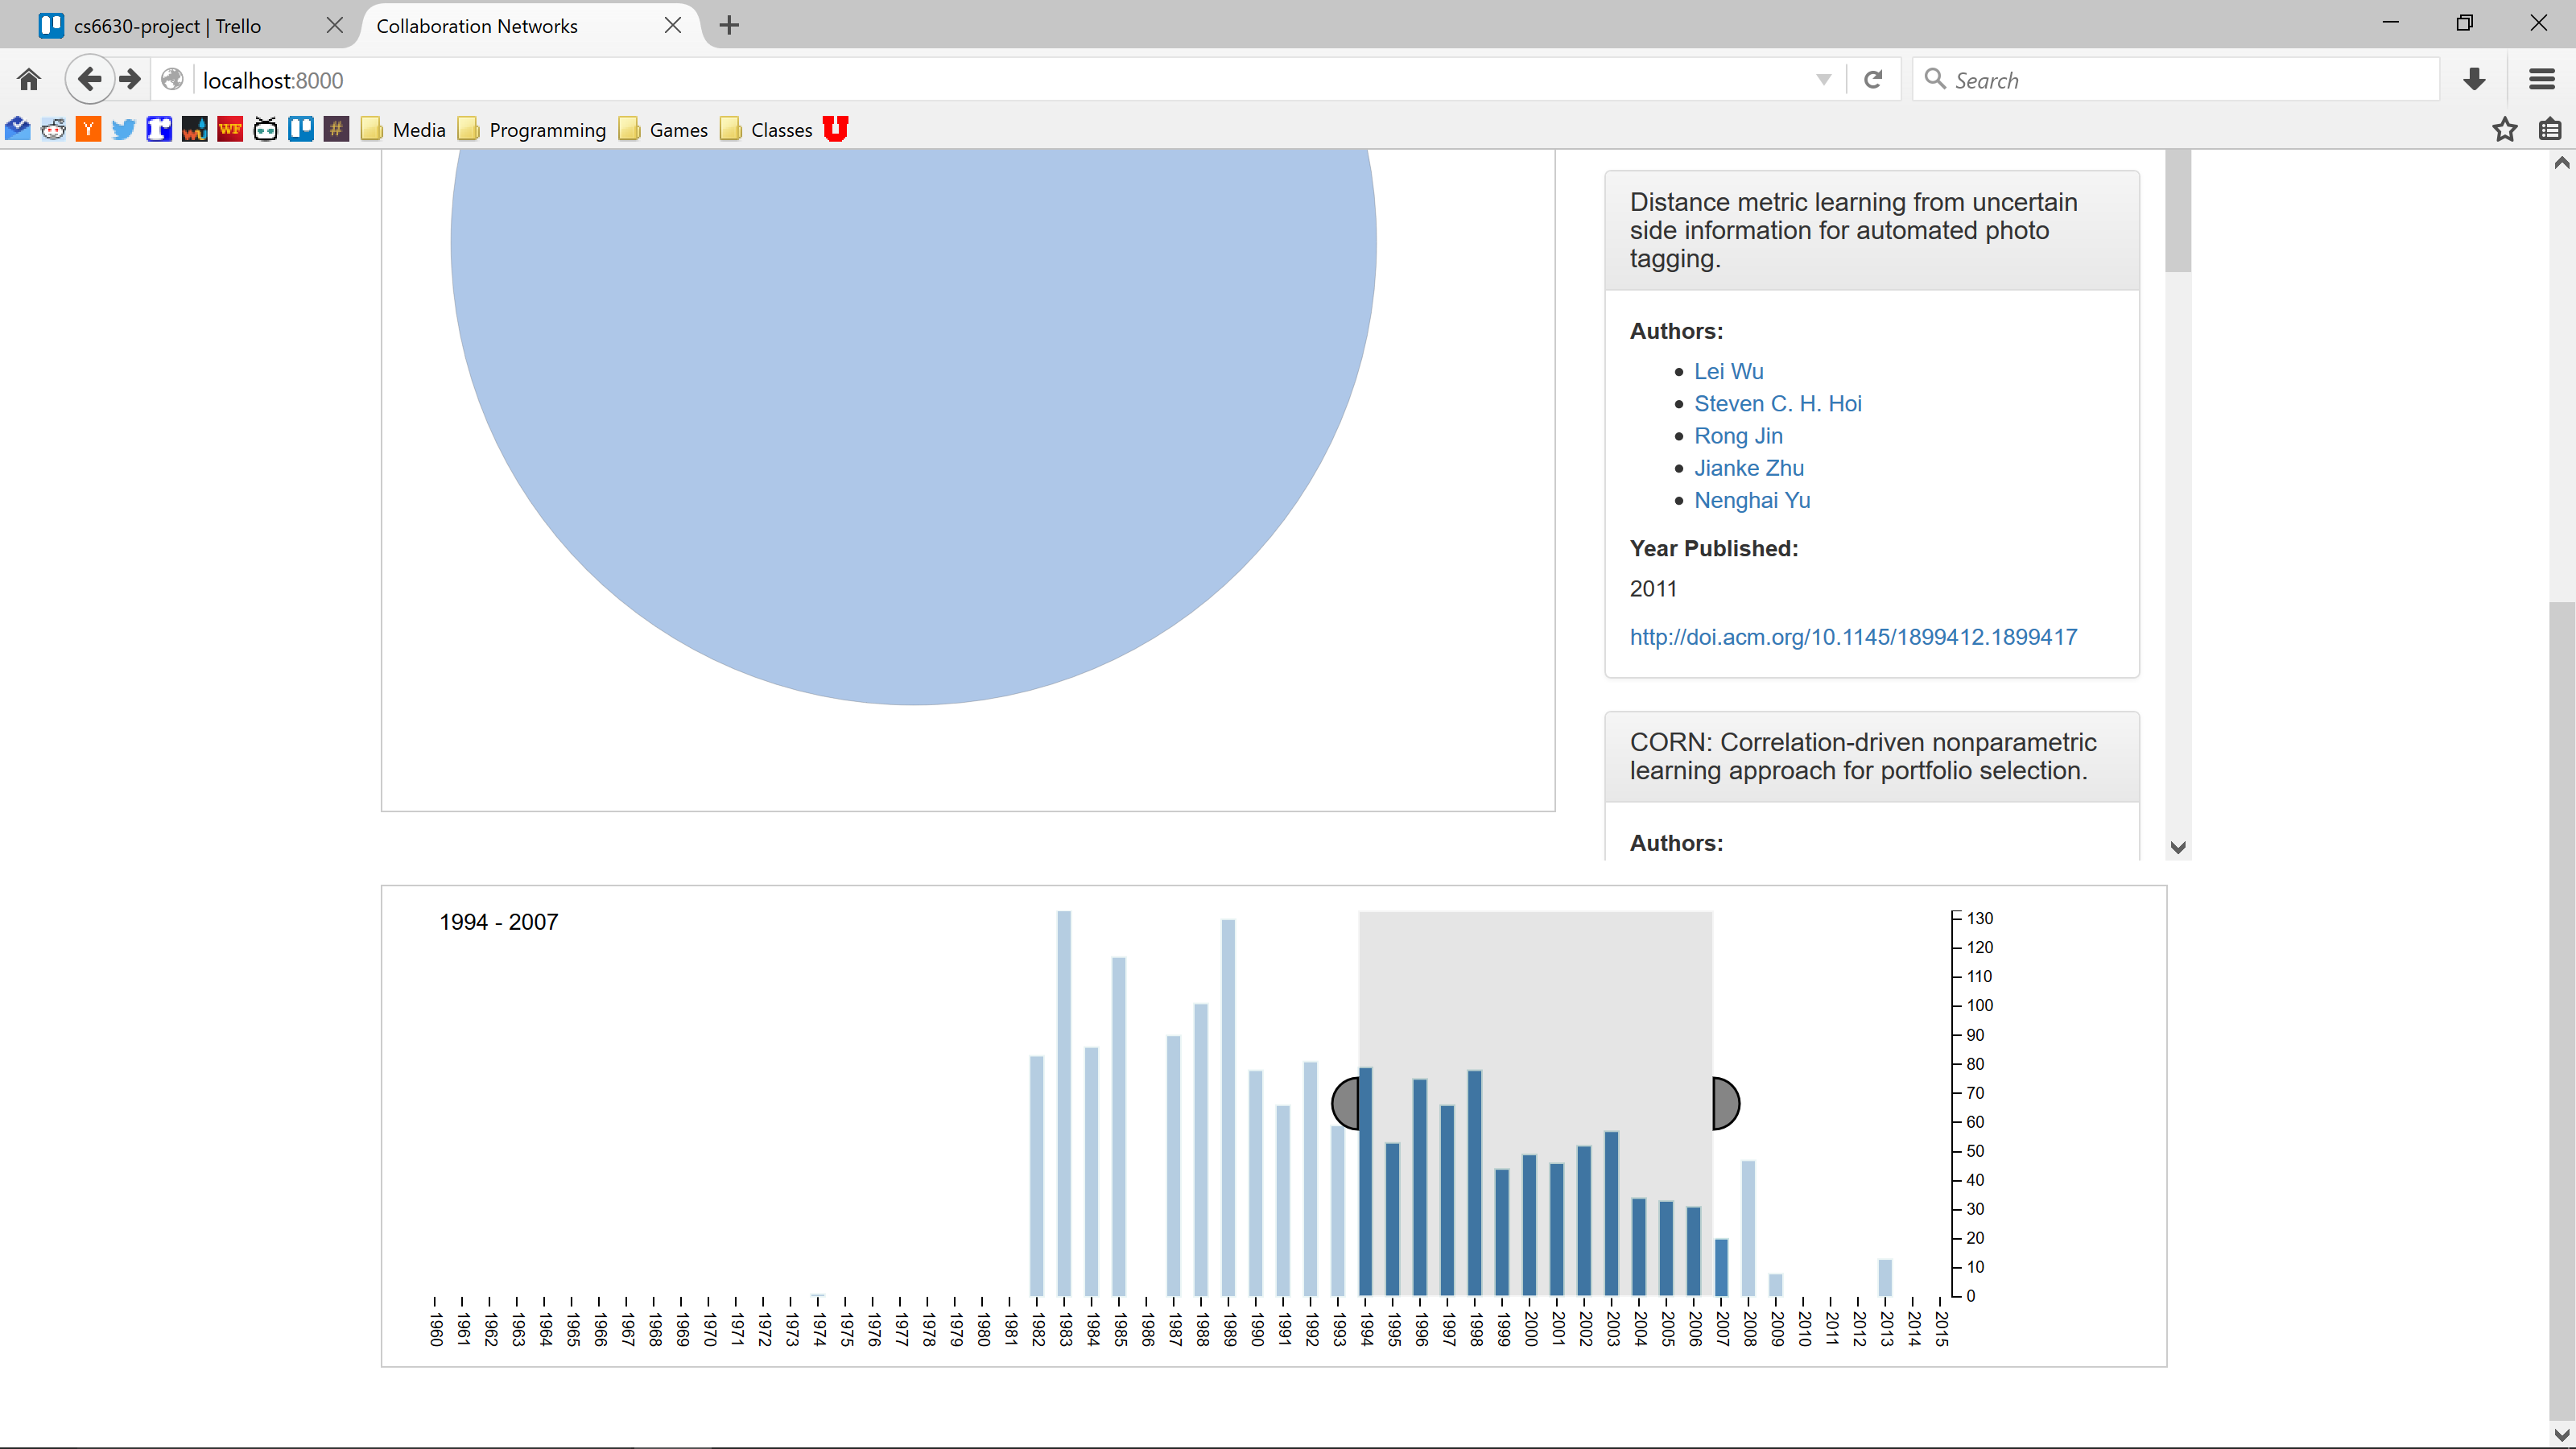 cs6630-project | Trello
Collaboration Networks
localhost:8000
Search
Y
WF
#
Media
Programming
Games
Classes
U
Distance metric learning from uncertain
side information for automated photo
tagging.
Authors:
Lei Wu
Steven C. H. Hoi
Rong Jin
Jianke Zhu
Nenghai Yu
Year Published:
2011
http://doi.acm.org/10.1145/1899412.1899417
CORN: Correlation-driven nonparametric
learning approach for portfolio selection.
Authors:
1994 - 2007
130
120
110
100
90
80
70
60
50
40
30
20
10
0
1960
1961
1962
1963
1964
1965
1966
1967
1968
1969
1970
1971
1972
1973
1974
1975
1976
1977
1978
1979
1980
1981
1982
1983
1984
1985
1986
1987
1988
1989
1990
1991
1992
1993
1994
1995
1996
1997
1998
1999
2000
2001
2002
2003
2004
2005
2006
2007
2008
2009
2010
2011
2012
2013
2014
2015